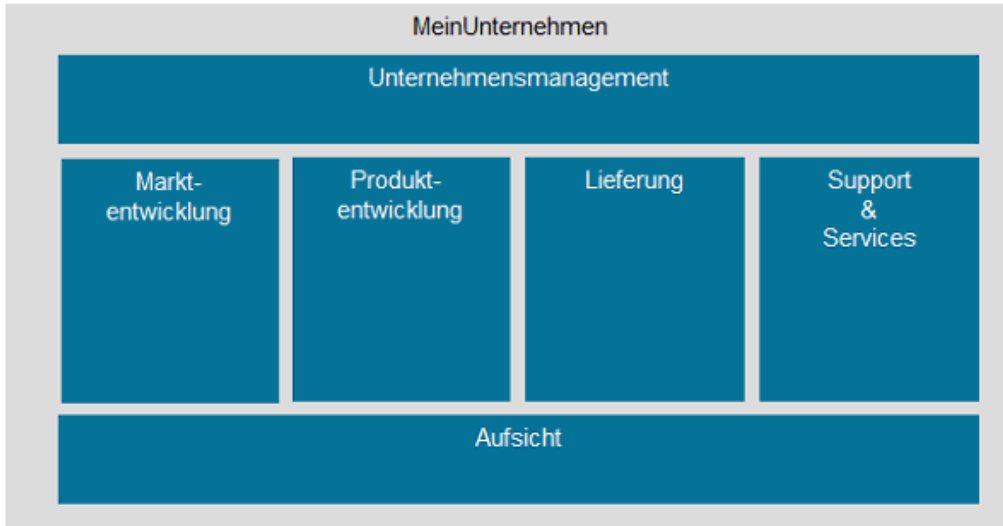 MeinUnternehmen
Unternehmensmanagement
Markt-
entwicklung
Produkt-
entwicklung
Lieferung
Support
&
Services
Aufsicht